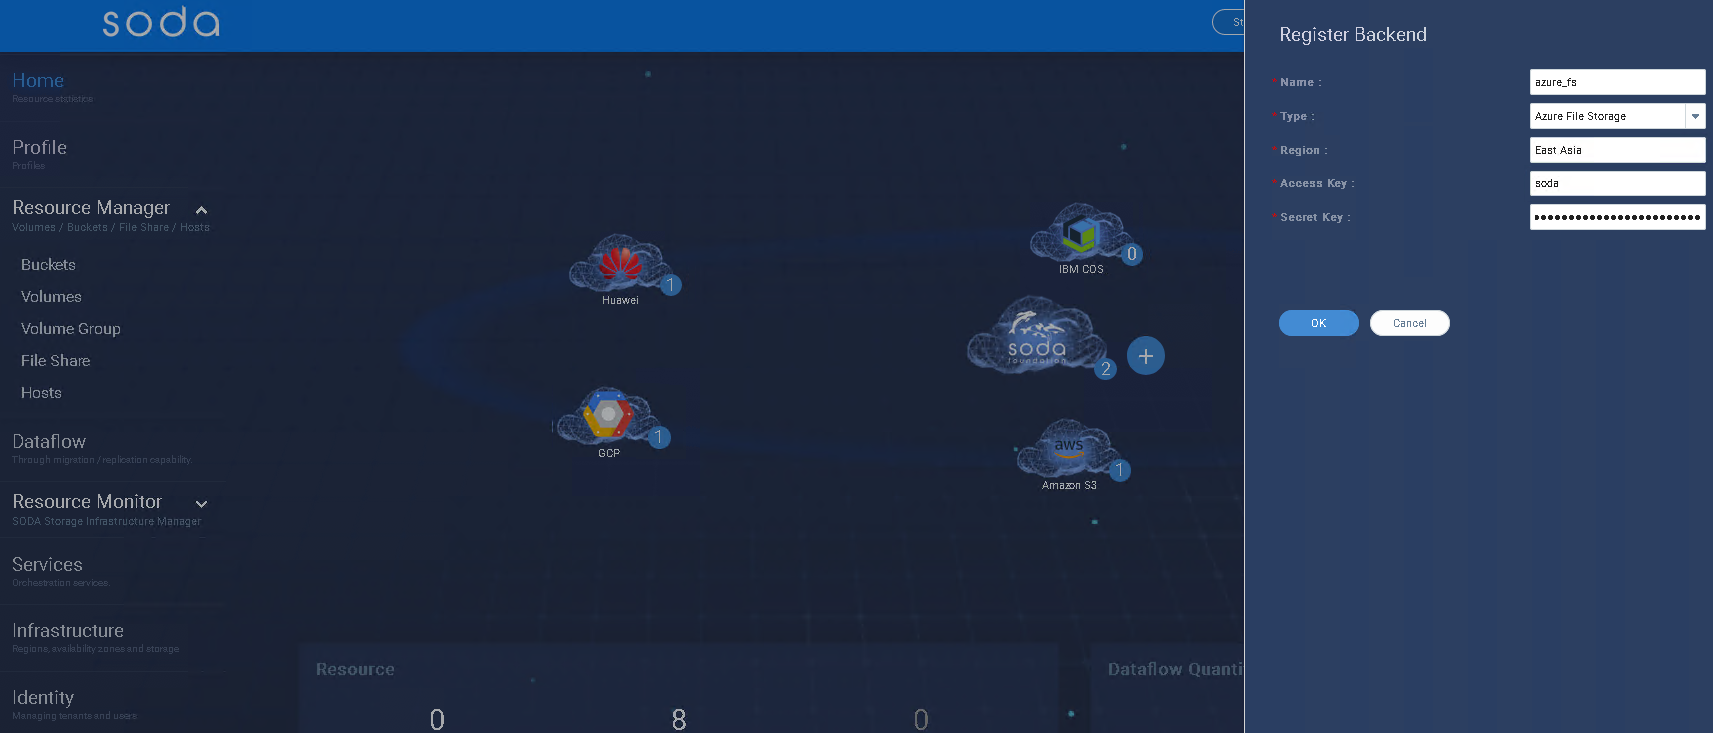 soda
St
Home
Resource statistics
Profile
Profiles
Resource Manager
Volumes / Buckets / File Share / Hosts
Buckets
Volumes
Volume Group
File Share
Hosts
Dataflow
Through migration / replication capability.
Resource Monitor
SODA Storage Infrastructure Manager
Services
Orchestration services
Infrastructure
Regions, availability zones and storage
Identity
Managing tenants and users
1
Huawei
0
IBM COS
soda
foundation
2
+
1
GCP
aws
1
Amazon S3
Resource
0 8 0
Dataflow Quanti
Register Backend
* Name : azure_fs
* Type : Azure File Storage
* Region : East Asia
* Access Key : soda
* Secret Key : ••••••••••••••••••••••••
OK Cancel